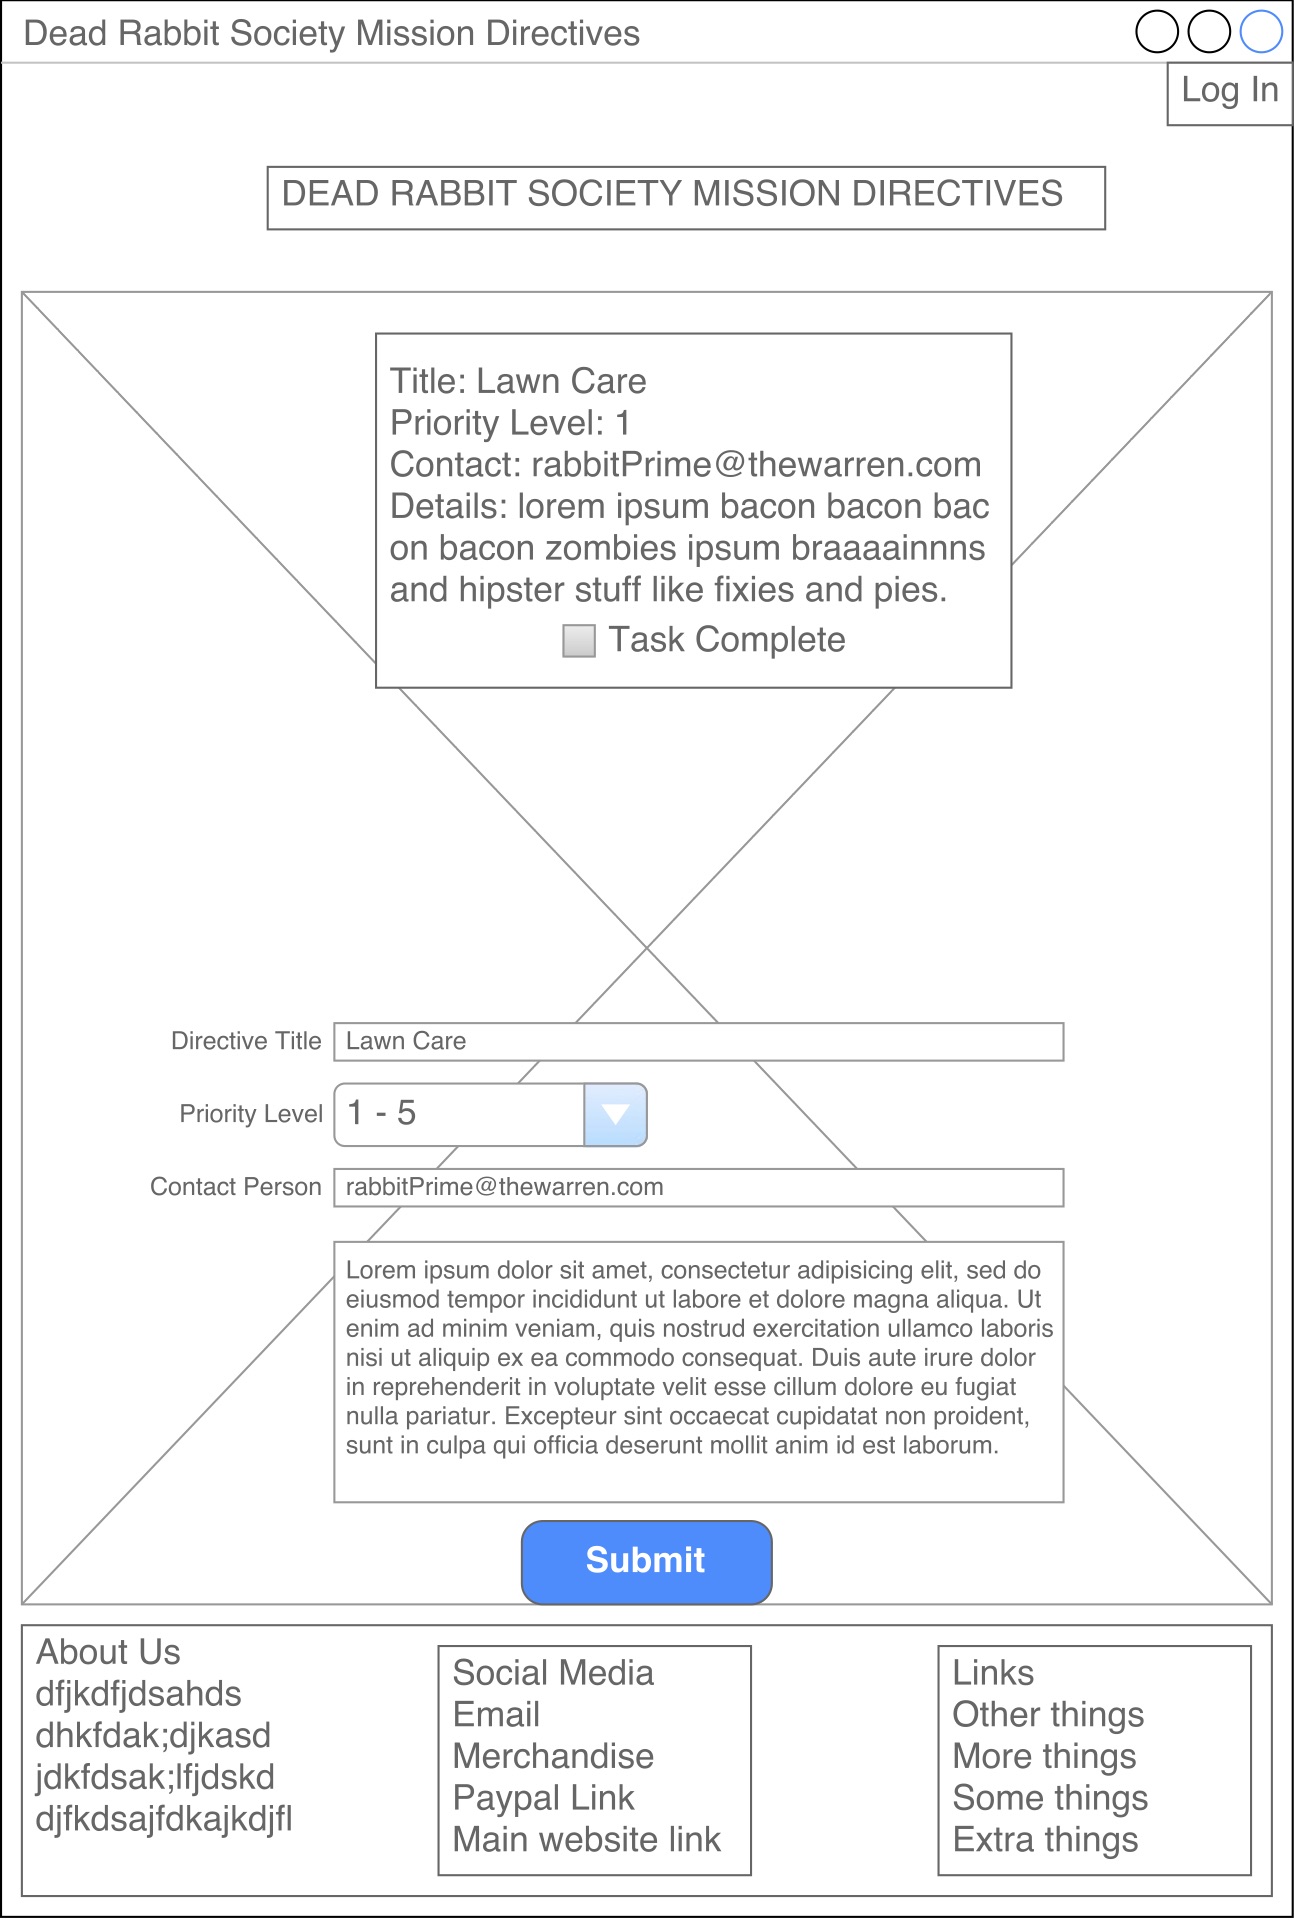 Dead Rabbit Society Mission Directives
Log In
DEAD RABBIT SOCIETY MISSION DIRECTIVES
Title: Lawn Care
Priority Level: 1
Contact: rabbitPrime@thewarren.com
Details: lorem ipsum bacon bacon bac
on bacon zombies ipsum braaaainnns
and hipster stuff like fixies and pies.
Task Complete
Directive Title Lawn Care
Priority Level 1 - 5
Contact Person rabbitPrime@thewarren.com
Lorem ipsum dolor sit amet, consectetur adipisicing elit, sed do
eiusmod tempor incididunt ut labore et dolore magna aliqua. Ut
enim ad minim veniam, quis nostrud exercitation ullamco laboris
nisi ut aliquip ex ea commodo consequat. Duis aute irure dolor
in reprehenderit in voluptate velit esse cillum dolore eu fugiat
nulla pariatur. Excepteur sint occaecat cupidatat non proident,
sunt in culpa qui officia deserunt mollit anim id est laborum.
Submit
About Us
dfjkdfjdsahds
dhkfdak;djkasd
jdkfdsak;lfjdskd
djfkdsajfdkajkdjfl
Social Media
Email
Merchandise
Paypal Link
Main website link
Links
Other things
More things
Some things
Extra things